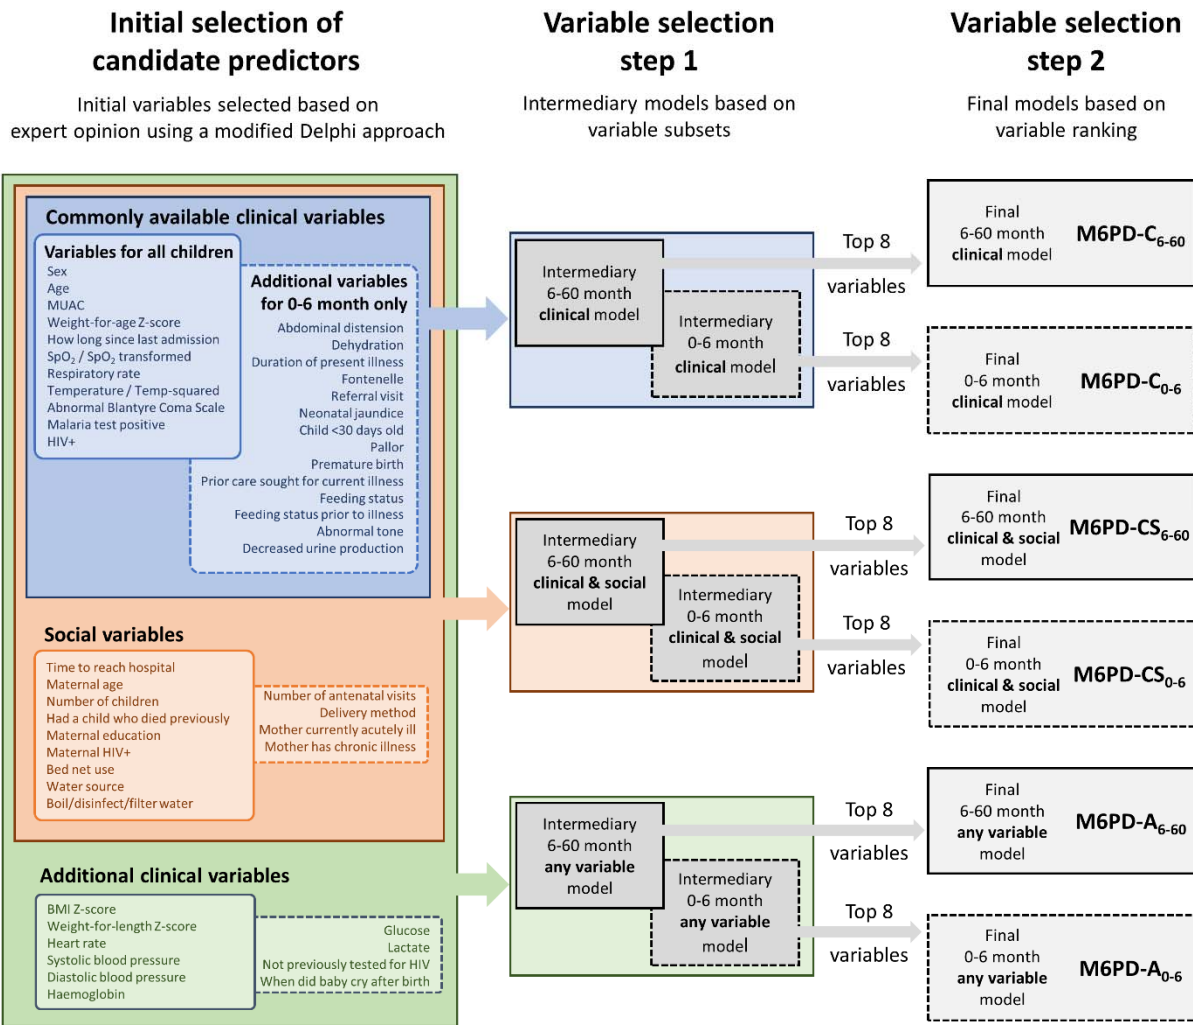 Initial selection of
candidate predictors
Initial variables selected based on
expert opinion using a modified Delphi approach
Variable selection
step 1
Intermediary models based on
variable subsets
Variable selection
step 2
Final models based on
variable ranking
Commonly available clinical variables
Variables for all children
Sex
Age
MUAC
Weight-for-age Z-score
How long since last admission
SpO₂ / SpO₂ transformed
Respiratory rate
Temperature / Temp-squared
Abnormal Blantyre Coma Scale
Malaria test positive
HIV+
Additional variables
for 0-6 month only
Abdominal distension
Dehydration
Duration of present illness
Fontenelle
Referral visit
Neonatal jaundice
Child <30 days old
Pallor
Premature birth
Prior care sought for current illness
Feeding status
Feeding status prior to illness
Abnormal tone
Decreased urine production
Social variables
Time to reach hospital
Maternal age
Number of children
Had a child who died previously
Maternal education
Maternal HIV+
Bed net use
Water source
Boil/disinfect/filter water
Number of antenatal visits
Delivery method
Mother currently acutely ill
Mother has chronic illness
Additional clinical variables
BMI Z-score
Weight-for-length Z-score
Heart rate
Systolic blood pressure
Diastolic blood pressure
Haemoglobin
Glucose
Lactate
Not previously tested for HIV
When did baby cry after birth
Intermediary
6-60 month
clinical model
Intermediary
0-6 month
clinical model
Top 8
variables
Top 8
variables
Final
6-60 month
clinical model
M6PD-C₆₋₆₀
Final
0-6 month
clinical model
M6PD-C₀₋₆
Intermediary
6-60 month
clinical & social
model
Intermediary
0-6 month
clinical & social
model
Top 8
variables
Top 8
variables
Final
6-60 month
clinical & social
model
M6PD-CS₆₋₆₀
Final
0-6 month
clinical & social
model
M6PD-CS₀₋₆
Intermediary
6-60 month
any variable
model
Intermediary
0-6 month
any variable
model
Top 8
variables
Top 8
variables
Final
6-60 month
any variable
model
M6PD-A₆₋₆₀
Final
0-6 month
any variable
model
M6PD-A₀₋₆